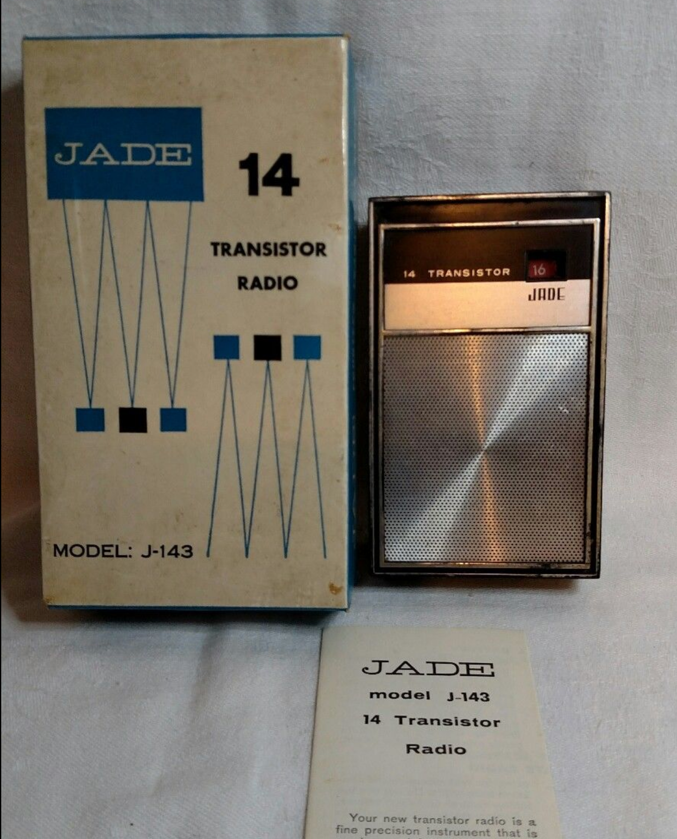 JADE
14
TRANSISTOR
RADIO
MODEL: J-143
14 TRANSISTOR
16
JADE
JADE
model J-143
14 Transistor
Radio
Your new transistor radio is a
fine precision instrument that is